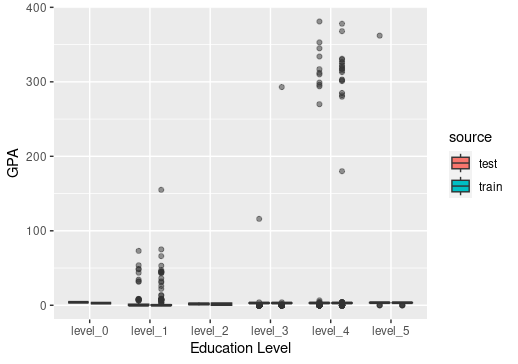 400
300
200
100
0
GPA
level_0 level_1 level_2 level_3 level_4 level_5
Education Level
source
test
train